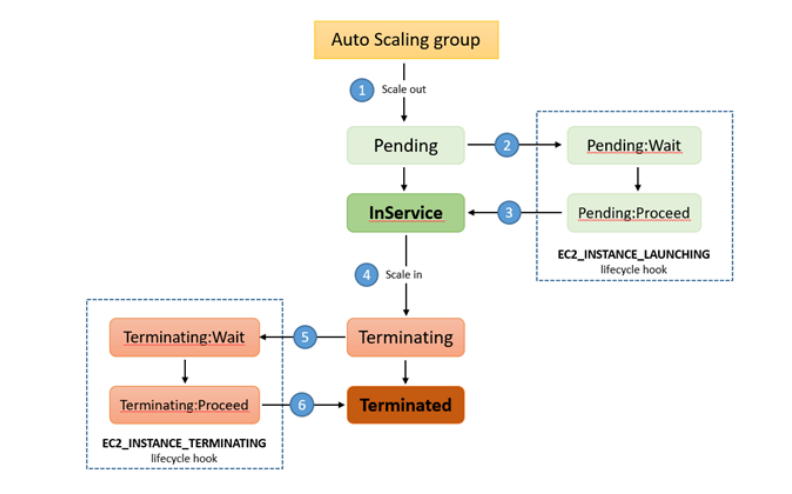 Auto Scaling group
1 Scale out
Pending
2
Pending:Wait
InService
3
Pending:Proceed
EC2_INSTANCE_LAUNCHING
lifecycle hook
4 Scale in
Terminating:Wait
5
Terminating
Terminating:Proceed
6
Terminated
EC2_INSTANCE_TERMINATING
lifecycle hook